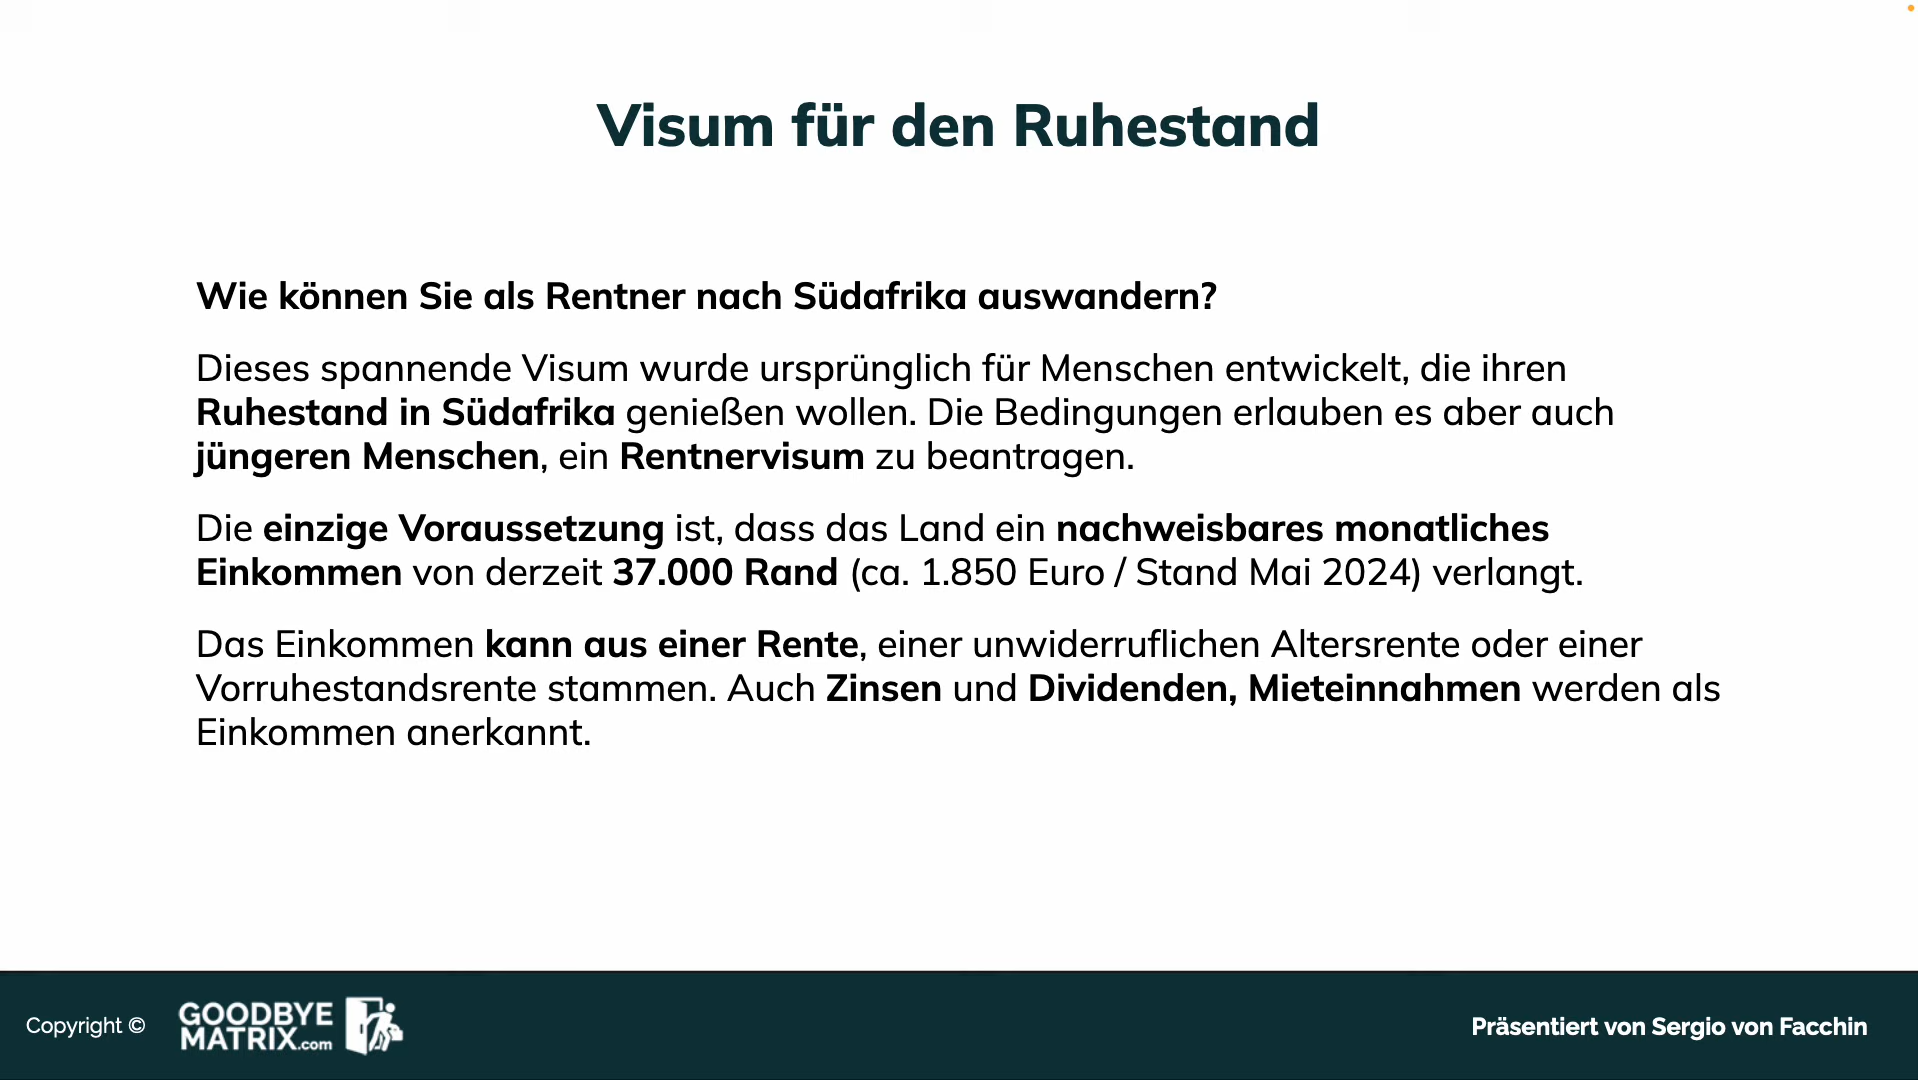 Visum für den Ruhestand
Wie können Sie als Rentner nach Südafrika auswandern?
Dieses spannende Visum wurde ursprünglich für Menschen entwickelt, die ihren
Ruhestand in Südafrika genießen wollen. Die Bedingungen erlauben es aber auch
jüngeren Menschen, ein Rentnervisum zu beantragen.
Die einzige Voraussetzung ist, dass das Land ein nachweisbares monatliches
Einkommen von derzeit 37.000 Rand (ca. 1.850 Euro / Stand Mai 2024) verlangt.
Das Einkommen kann aus einer Rente, einer unwiderruflichen Altersrente oder einer
Vorruhestandsrente stammen. Auch Zinsen und Dividenden, Mieteinnahmen werden als
Einkommen anerkannt.
Copyright ©
GOODBYE
MATRIX.com
Präsentiert von Sergio von Facchin